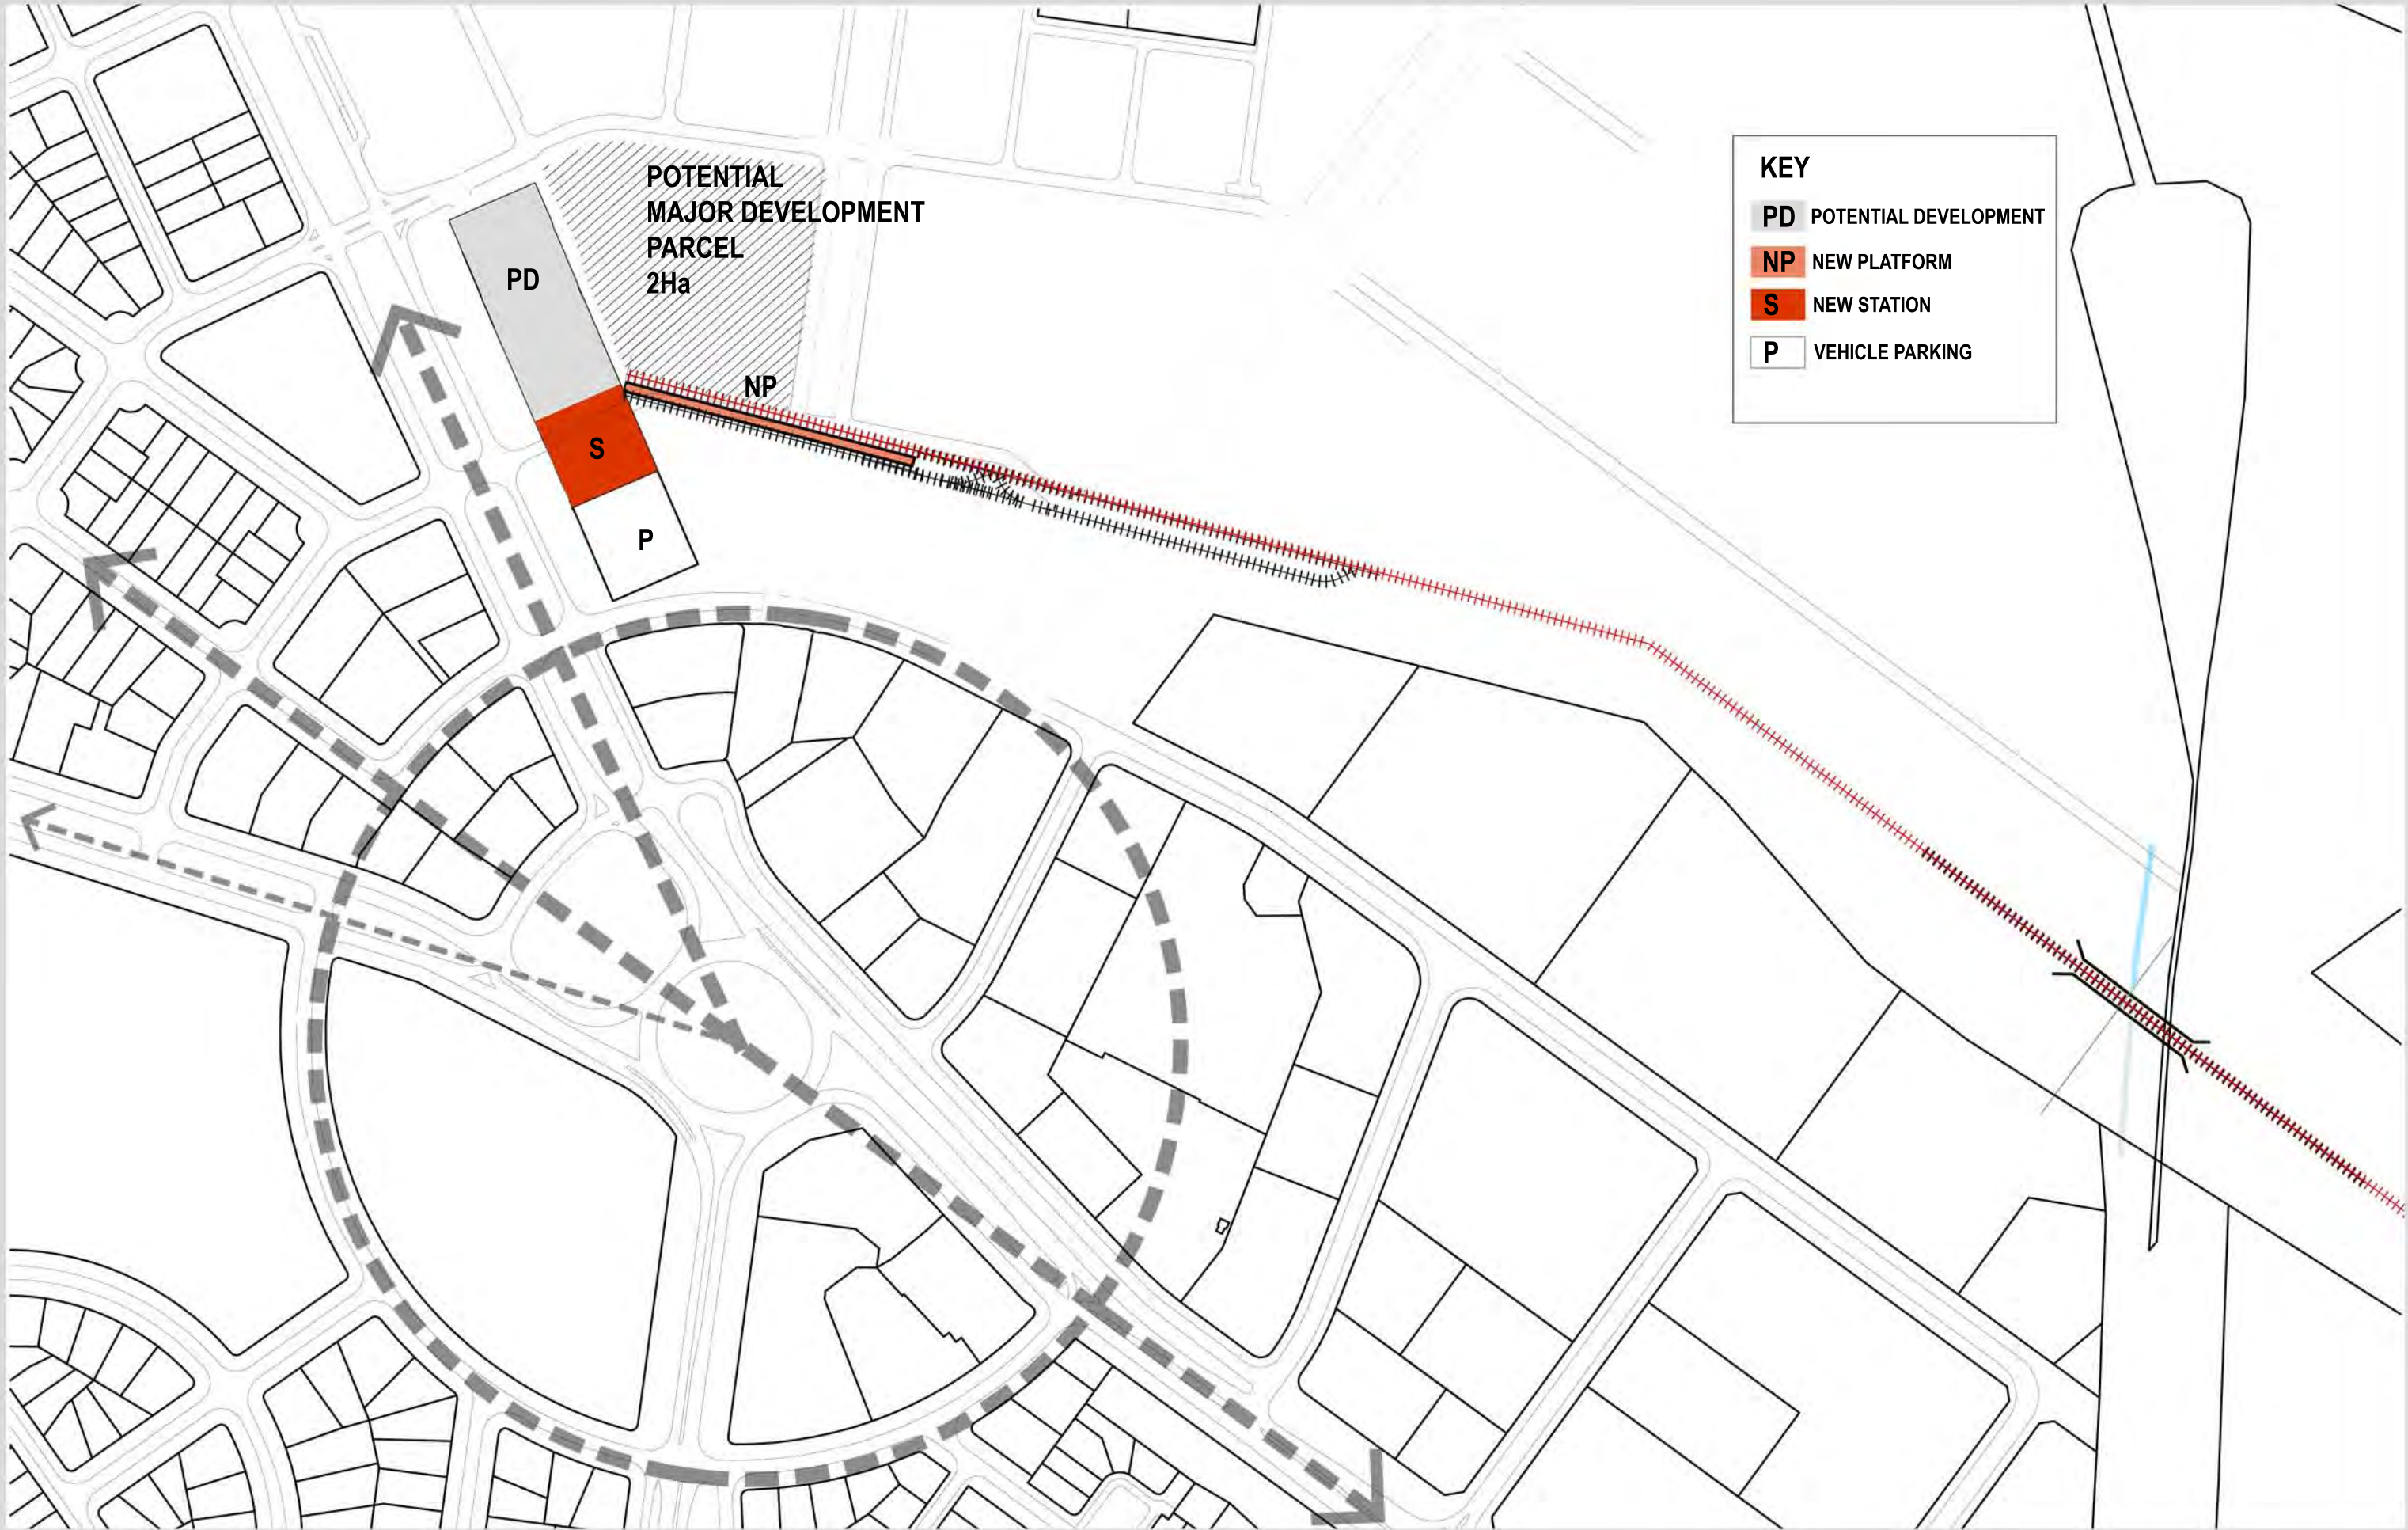 POTENTIAL
MAJOR DEVELOPMENT
PARCEL
2Ha
PD
NP
S
P
KEY
PD POTENTIAL DEVELOPMENT
NP NEW PLATFORM
S NEW STATION
P VEHICLE PARKING